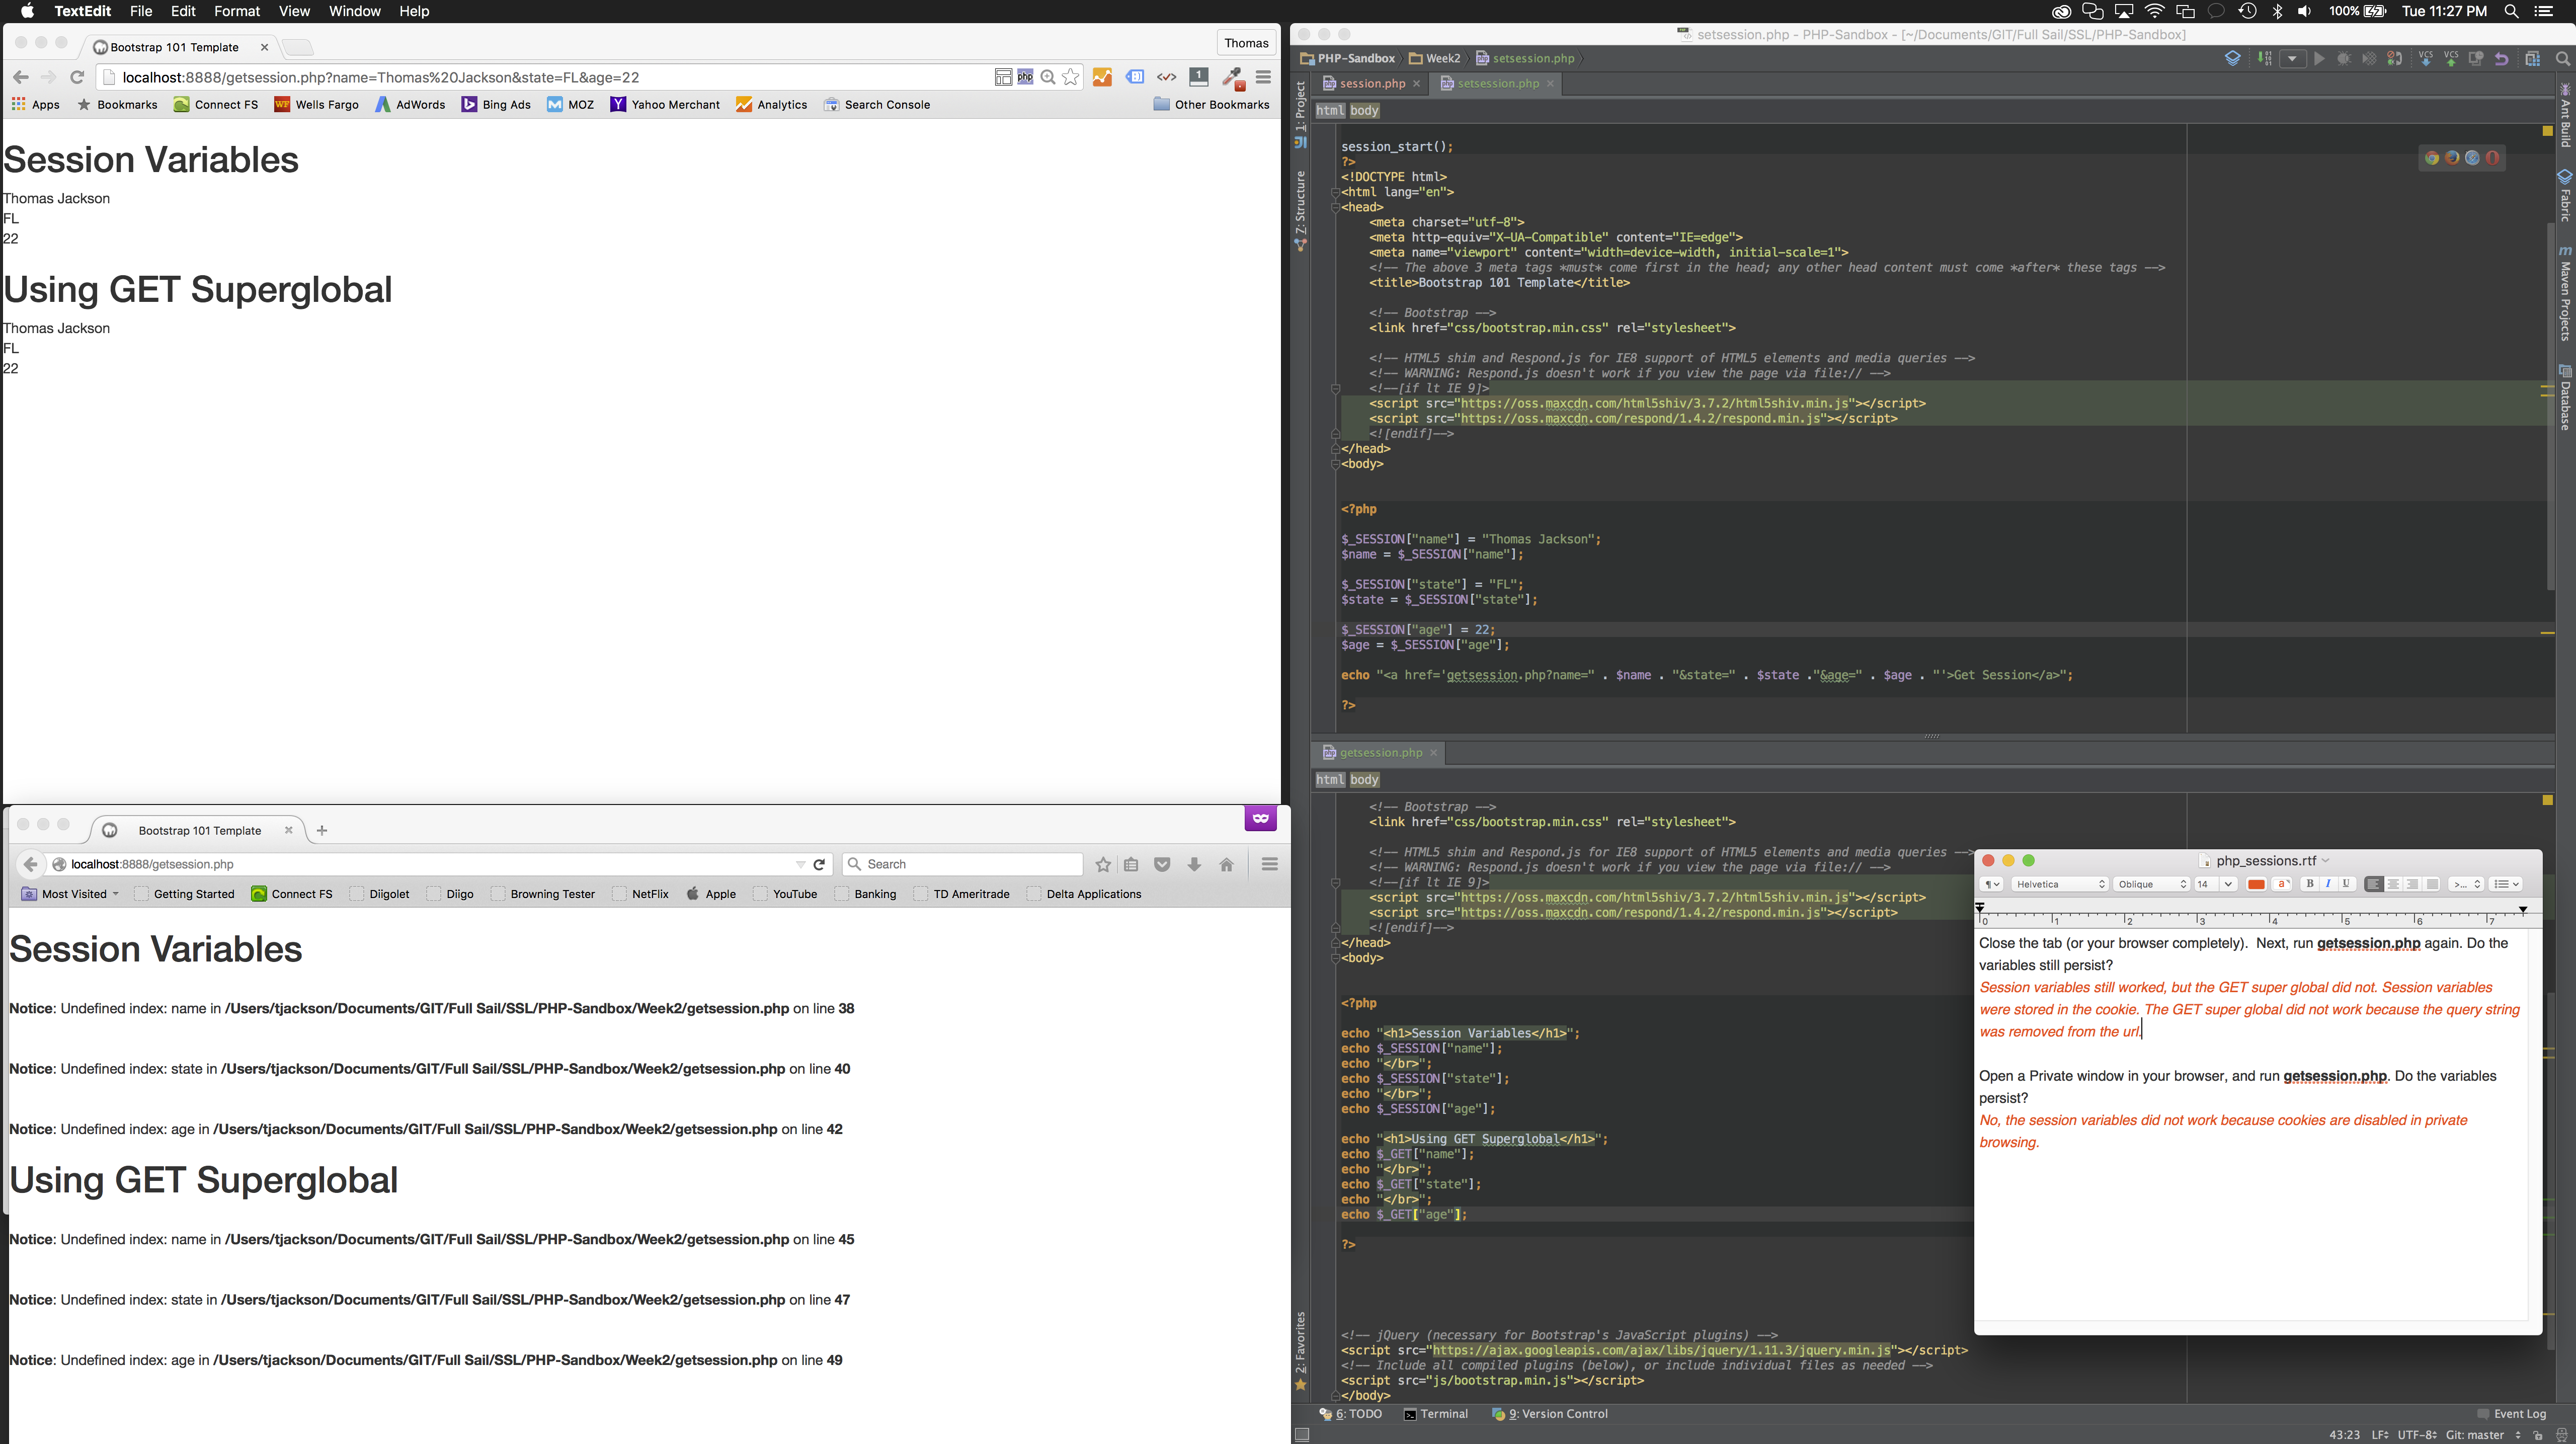 TextEdit File Edit Format View Window Help
100% Tue 11:27 PM
Bootstrap 101 Template
Thomas
localhost:8888/getsession.php?name=Thomas%20Jackson&state=FL&age=22
php
1
Apps Bookmarks Connect FS Wells Fargo AdWords Bing Ads MOZ Yahoo Merchant Analytics Search Console Other Bookmarks
Session Variables
Thomas Jackson
FL
22
Using GET Superglobal
Thomas Jackson
FL
22
Bootstrap 101 Template
localhost:8888/getsession.php
Search
Most Visited Getting Started Connect FS Diigolet Diigo Browning Tester NetFlix Apple YouTube Banking TD Ameritrade Delta Applications
Session Variables
Notice: Undefined index: name in /Users/tjackson/Documents/GIT/Full Sail/SSL/PHP-Sandbox/Week2/getsession.php on line 38
Notice: Undefined index: state in /Users/tjackson/Documents/GIT/Full Sail/SSL/PHP-Sandbox/Week2/getsession.php on line 40
Notice: Undefined index: age in /Users/tjackson/Documents/GIT/Full Sail/SSL/PHP-Sandbox/Week2/getsession.php on line 42
Using GET Superglobal
Notice: Undefined index: name in /Users/tjackson/Documents/GIT/Full Sail/SSL/PHP-Sandbox/Week2/getsession.php on line 45
Notice: Undefined index: state in /Users/tjackson/Documents/GIT/Full Sail/SSL/PHP-Sandbox/Week2/getsession.php on line 47
Notice: Undefined index: age in /Users/tjackson/Documents/GIT/Full Sail/SSL/PHP-Sandbox/Week2/getsession.php on line 49
setsession.php - PHP-Sandbox - [~/Documents/GIT/Full Sail/SSL/PHP-Sandbox]
PHP-Sandbox Week2 setsession.php
VCS VCS
session.php setsession.php
html body
1: Project
Z: Structure
2: Favorites
Ant Build
Fabric
Maven Projects
Database
session_start();
?>
<!DOCTYPE html>
<html lang="en">
<head>
<meta charset="utf-8">
<meta http-equiv="X-UA-Compatible" content="IE=edge">
<meta name="viewport" content="width=device-width, initial-scale=1">
<!-- The above 3 meta tags *must* come first in the head; any other head content must come *after* these tags -->
<title>Bootstrap 101 Template</title>
<!-- Bootstrap -->
<link href="css/bootstrap.min.css" rel="stylesheet">
<!-- HTML5 shim and Respond.js for IE8 support of HTML5 elements and media queries -->
<!-- WARNING: Respond.js doesn't work if you view the page via file:// -->
<!--[if lt IE 9]>
<script src="https://oss.maxcdn.com/html5shiv/3.7.2/html5shiv.min.js"></script>
<script src="https://oss.maxcdn.com/respond/1.4.2/respond.min.js"></script>
<![endif]-->
</head>
<body>
<?php
$_SESSION["name"] = "Thomas Jackson";
$name = $_SESSION["name"];
$_SESSION["state"] = "FL";
$state = $_SESSION["state"];
$_SESSION["age"] = 22;
$age = $_SESSION["age"];
echo "<a href='getsession.php?name=" . $name . "&state=" . $state ."&age=" . $age . "'>Get Session</a>";
?>
getsession.php
html body
<!-- Bootstrap -->
<link href="css/bootstrap.min.css" rel="stylesheet">
<!-- HTML5 shim and Respond.js for IE8 support of HTML5 elements and media queries -->
<!-- WARNING: Respond.js doesn't work if you view the page via file:// -->
<!--[if lt IE 9]>
<script src="https://oss.maxcdn.com/html5shiv/3.7.2/html5shiv.min.js"></script>
<script src="https://oss.maxcdn.com/respond/1.4.2/respond.min.js"></script>
<![endif]-->
</head>
<body>
<?php
echo "<h1>Session Variables</h1>";
echo $_SESSION["name"];
echo "</br>";
echo $_SESSION["state"];
echo "</br>";
echo $_SESSION["age"];
echo "<h1>Using GET Superglobal</h1>";
echo $_GET["name"];
echo "</br>";
echo $_GET["state"];
echo "</br>";
echo $_GET["age"];
?>
<!-- jQuery (necessary for Bootstrap's JavaScript plugins) -->
<script src="https://ajax.googleapis.com/ajax/libs/jquery/1.11.3/jquery.min.js"></script>
<!-- Include all compiled plugins (below), or include individual files as needed -->
<script src="js/bootstrap.min.js"></script>
</body>
6: TODO Terminal 9: Version Control Event Log
43:23 LF UTF-8 Git: master
php_sessions.rtf
Helvetica Oblique 14 a B I U
0 1 2 3 4 5 6 7
Close the tab (or your browser completely). Next, run getsession.php again. Do the
variables still persist?
Session variables still worked, but the GET super global did not. Session variables
were stored in the cookie. The GET super global did not work because the query string
was removed from the url.
Open a Private window in your browser, and run getsession.php. Do the variables
persist?
No, the session variables did not work because cookies are disabled in private
browsing.